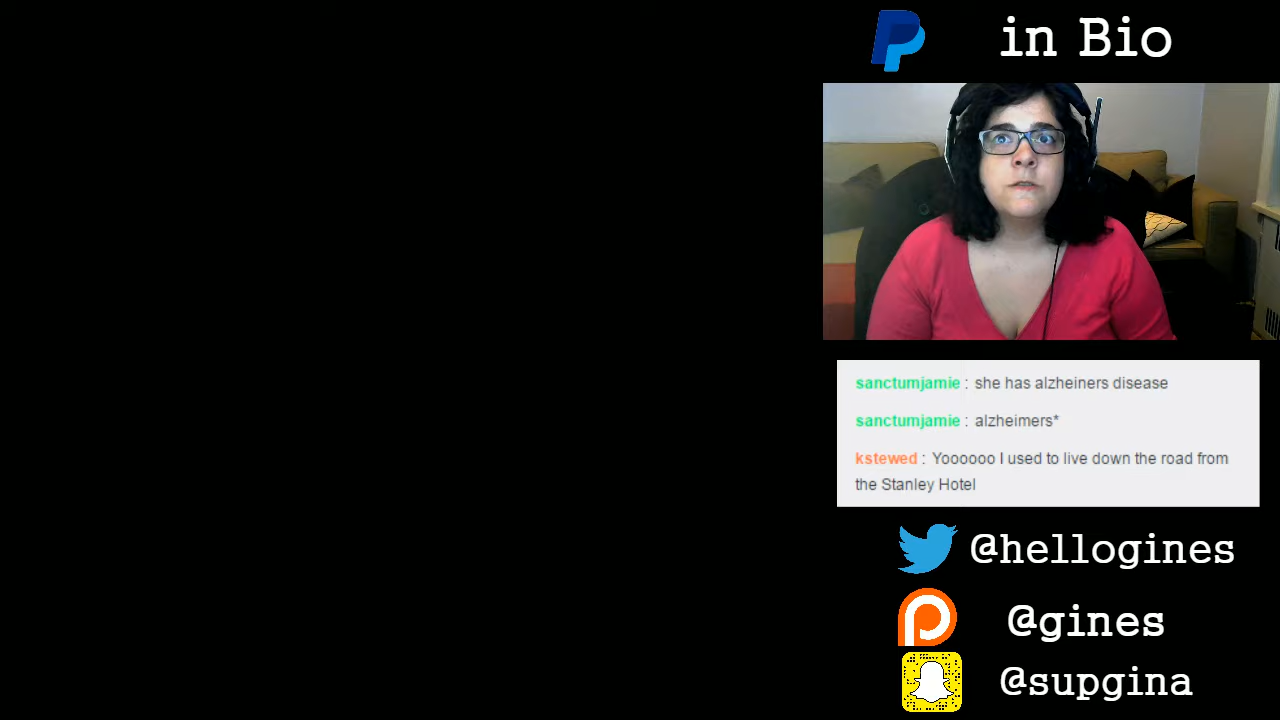 in Bio
sanctumjamie : she has alzheiners disease
sanctumjamie : alzheimers*
kstewed : Yoooooo I used to live down the road from
the Stanley Hotel
@hellogines
@gines
@supgina